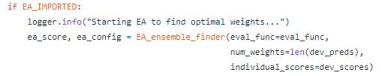 if EA_IMPORTED:
logger.info("Starting EA to find optimal weights...")
ea_score, ea_config = EA_ensemble_finder(eval_func=eval_func,
num_weights=len(dev_preds),
individual_scores=dev_scores)